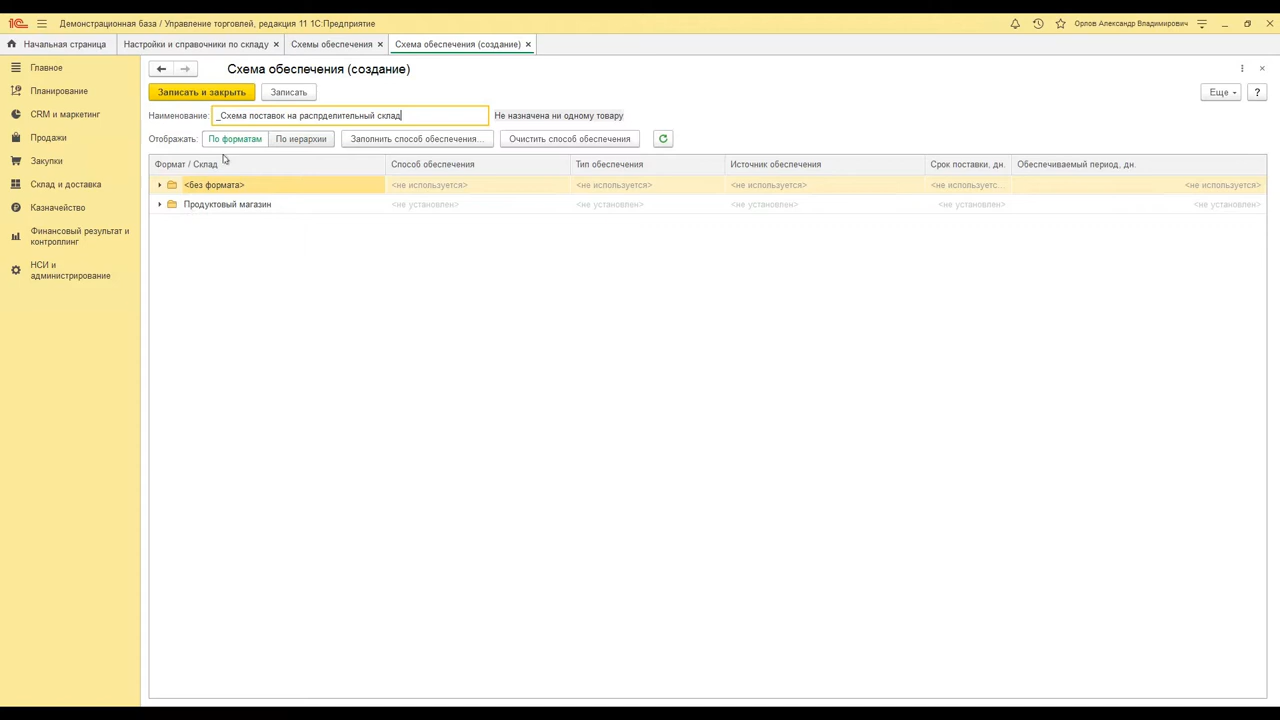 1С Демонстрационная база / Управление торговлей, редакция 11 1С:Предприятие Орлов Александр Владимирович
Начальная страница Настройки и справочники по складу × Схемы обеспечения × Схема обеспечения (создание) ×
Главное
Планирование
CRM и маркетинг
Продажи
Закупки
Склад и доставка
Казначейство
Финансовый результат и
контроллинг
НСИ и
администрирование
Схема обеспечения (создание)
Записать и закрыть Записать Еще ?
Наименование: _Схема поставок на распрделительный склад Не назначена ни одному товару
Отображать: По форматам По иерархии Заполнить способ обеспечения... Очистить способ обеспечения
Формат / Склад Способ обеспечения Тип обеспечения Источник обеспечения Срок поставки, дн. Обеспечиваемый период, дн.
<без формата> <не используется> <не используется> <не используется> <не используетс... <не используется>
Продуктовый магазин <не установлен> <не установлен> <не установлен> <не установлен> <не установлен>